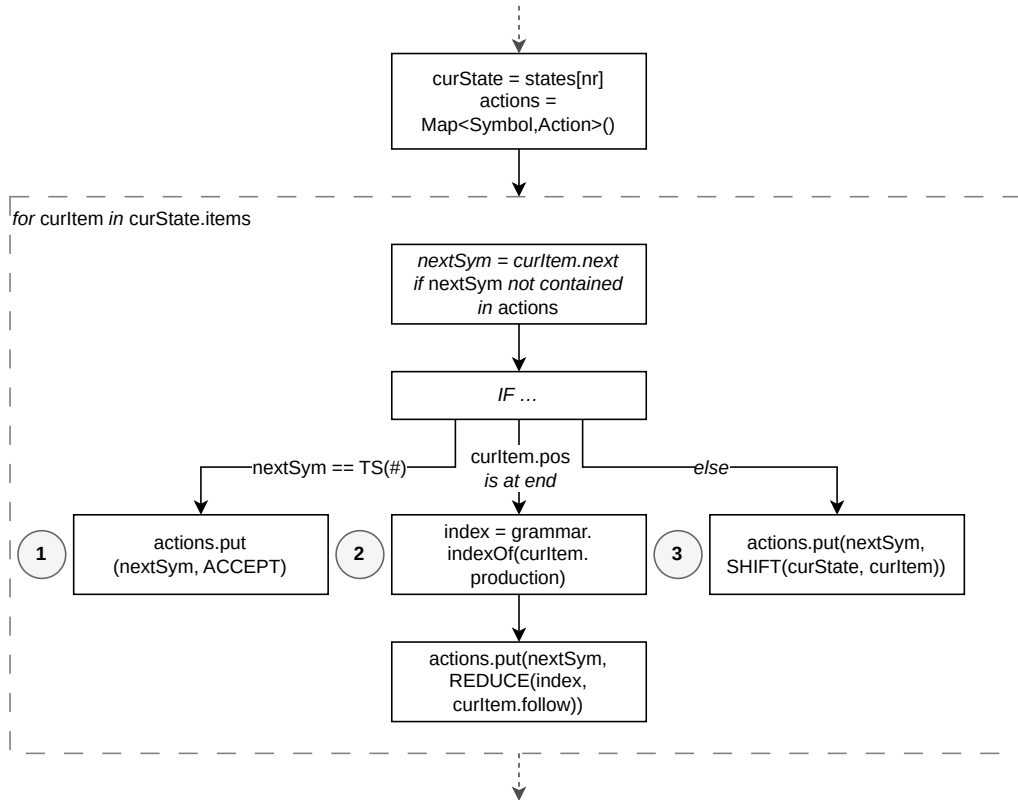 curState = states[nr]
actions =
Map<Symbol,Action>()
for curItem in curState.items
nextSym = curItem.next
if nextSym not contained
in actions
IF ...
nextSym == TS(#)
curItem.pos
is at end
else
1
actions.put
(nextSym, ACCEPT)
2
index = grammar.
indexOf(curItem.
production)
3
actions.put(nextSym,
SHIFT(curState, curItem))
actions.put(nextSym,
REDUCE(index,
curItem.follow))